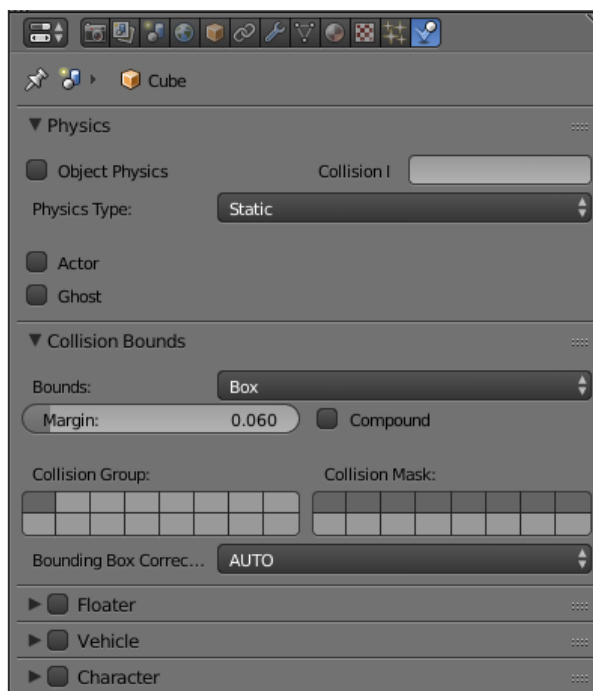 Cube
Physics
Object Physics Collision I
Physics Type: Static
Actor
Ghost
Collision Bounds
Bounds: Box
Margin: 0.060 Compound
Collision Group: Collision Mask:
Bounding Box Correc... AUTO
Floater
Vehicle
Character